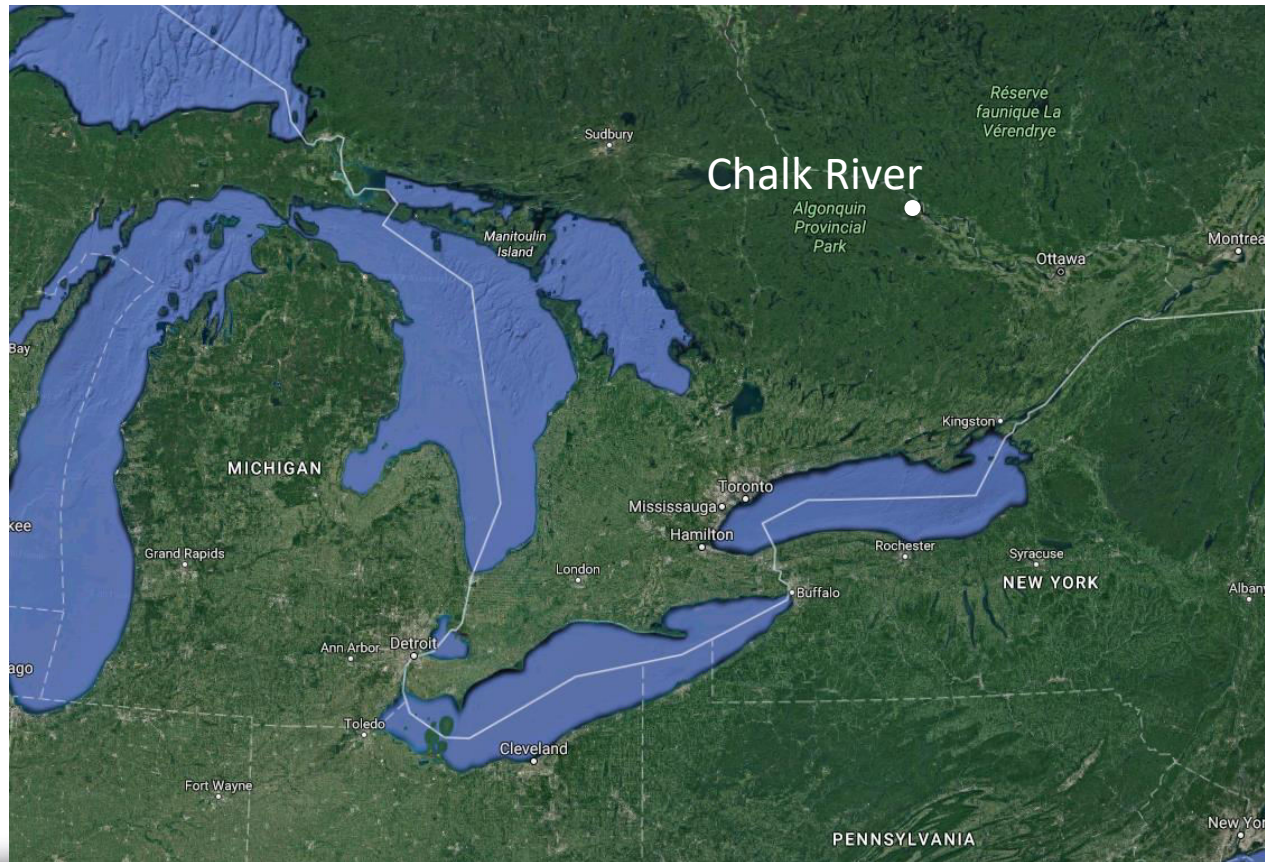 Réserve
faunique La
Vérendrye
Sudbury
Chalk River
Algonquin
Provincial
Park
Manitoulin
Island
Montrea
Ottawa
Bay
Kingston
MICHIGAN
Toronto
Mississauga
kee
Hamilton
Grand Rapids
Rochester
Syracuse
London
NEW YORK
Buffalo
Albany
Ann Arbor
Detroit
ago
Toledo
Cleveland
Fort Wayne
New Yor
PENNSYLVANIA